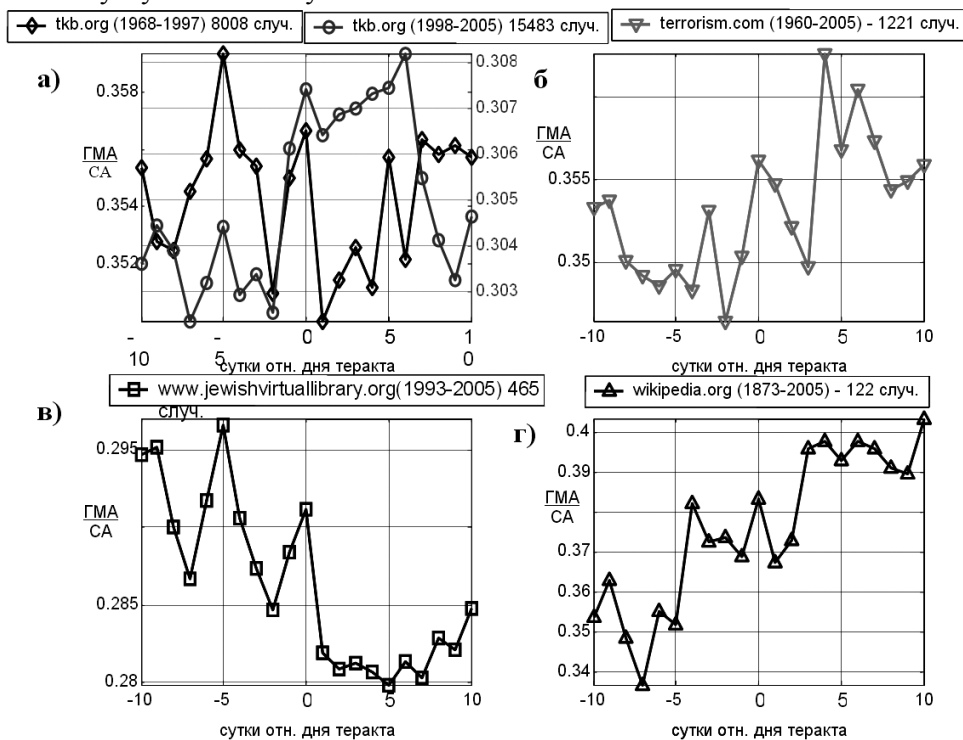 tkb.org (1968-1997) 8008 случ.
tkb.org (1998-2005) 15483 случ.
terrorism.com (1960-2005) - 1221 случ.
а)
0.358
ГМА
СА
0.354
0.352
0.308
0.307
0.306
0.305
0.304
0.303
-
10
-
5
0
5
1
0
сутки отн. дня теракта
б)
ГМА
СА
0.355
0.35
-10 -5 0 5 10
сутки отн. дня теракта
www.jewishvirtuallibrary.org(1993-2005) 465
случ.
в)
0.295
ГМА
СА
0.285
0.28
-10 -5 0 5 10
сутки отн. дня теракта
wikipedia.org (1873-2005) - 122 случ.
г)
0.4
0.39
ГМА
СА
0.37
0.36
0.35
0.34
-10 -5 0 5 10
сутки отн. дня теракта